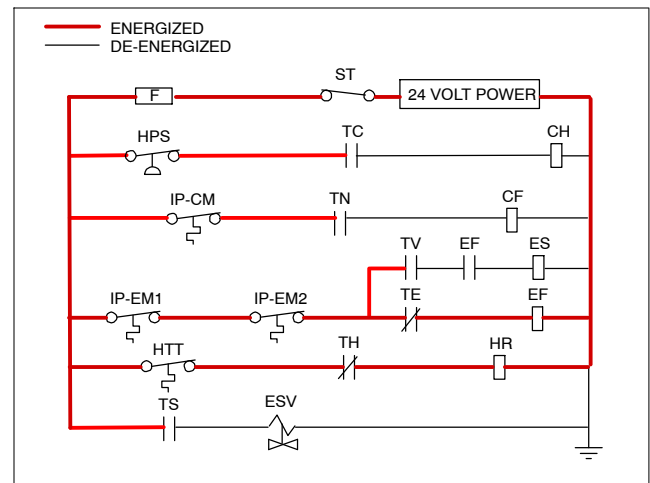 ENERGIZED
DE-ENERGIZED
ST
F
24 VOLT POWER
HPS
TC
CH
IP-CM
TN
CF
TV
EF
ES
IP-EM1
IP-EM2
TE
EF
HTT
TH
HR
TS
ESV